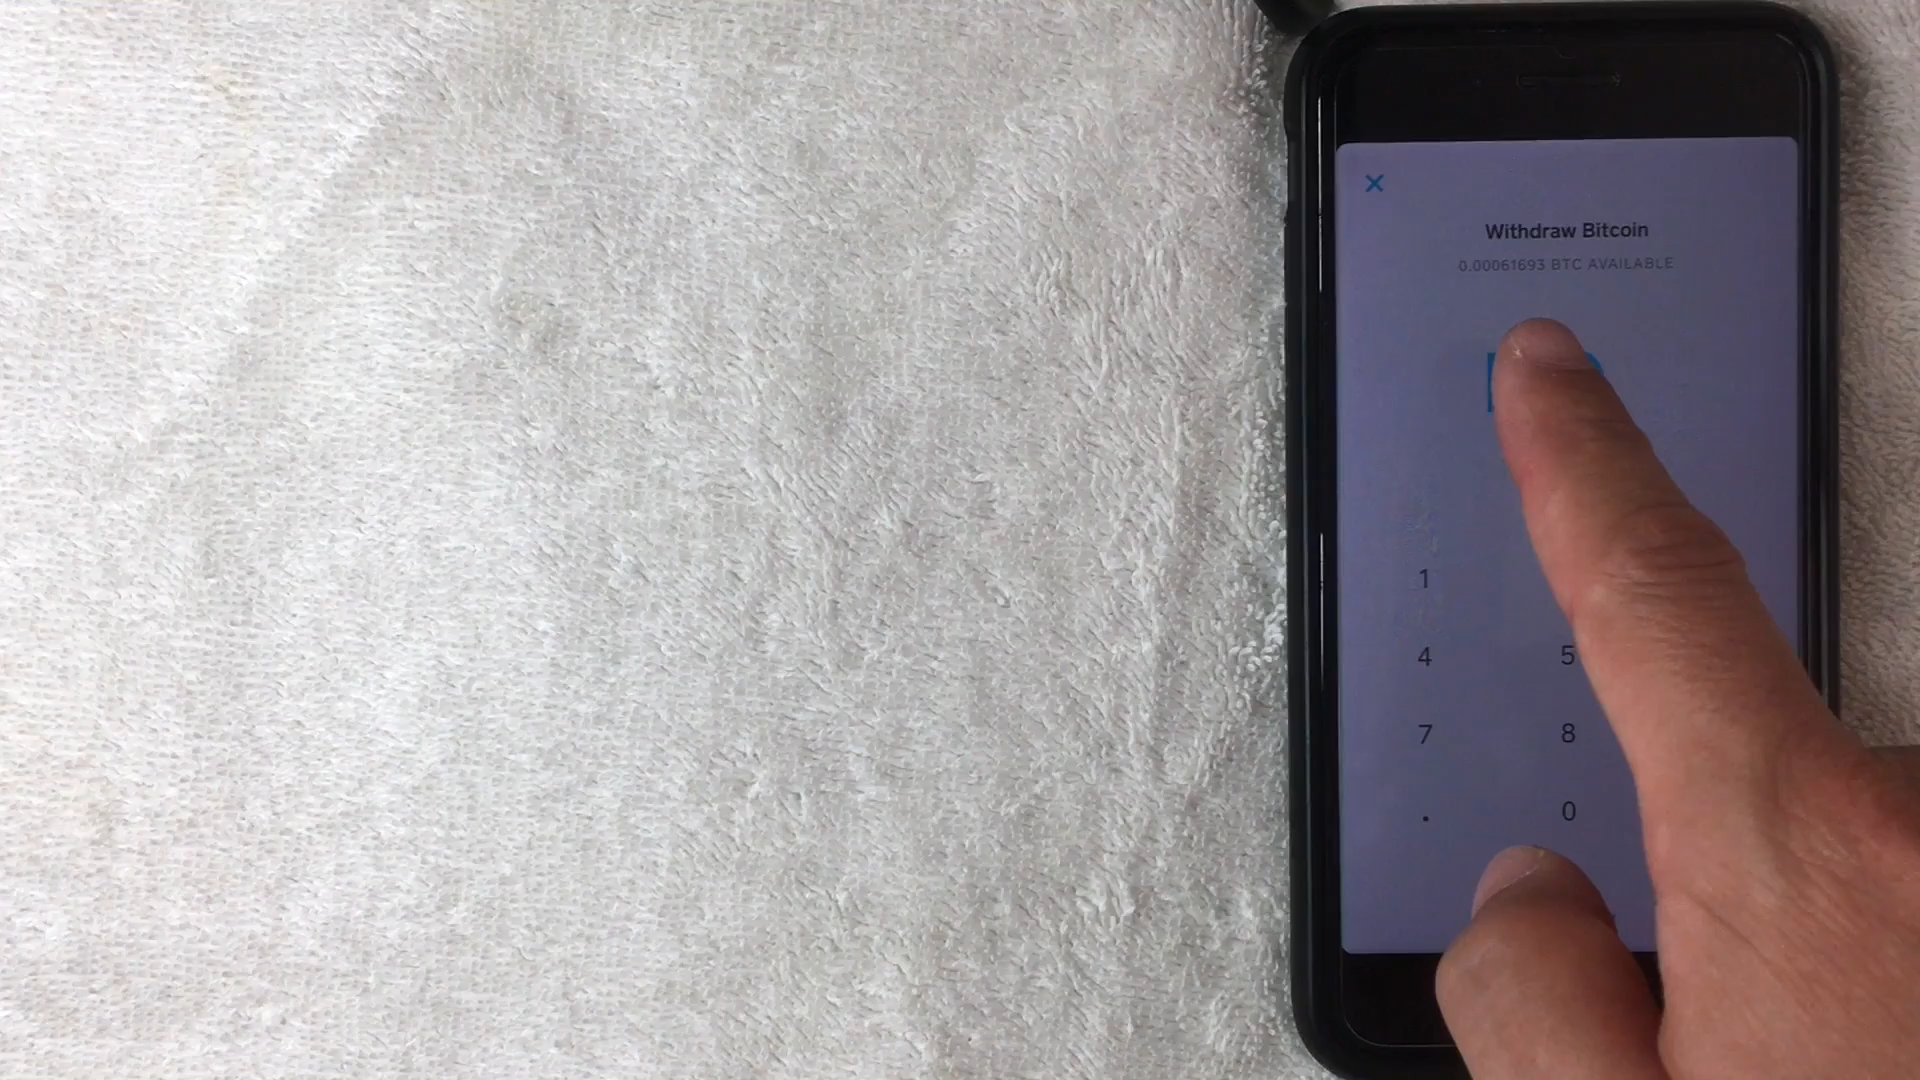 Withdraw Bitcoin
0.00061693 BTC AVAILABLE
1
4 5
7 8
. 0